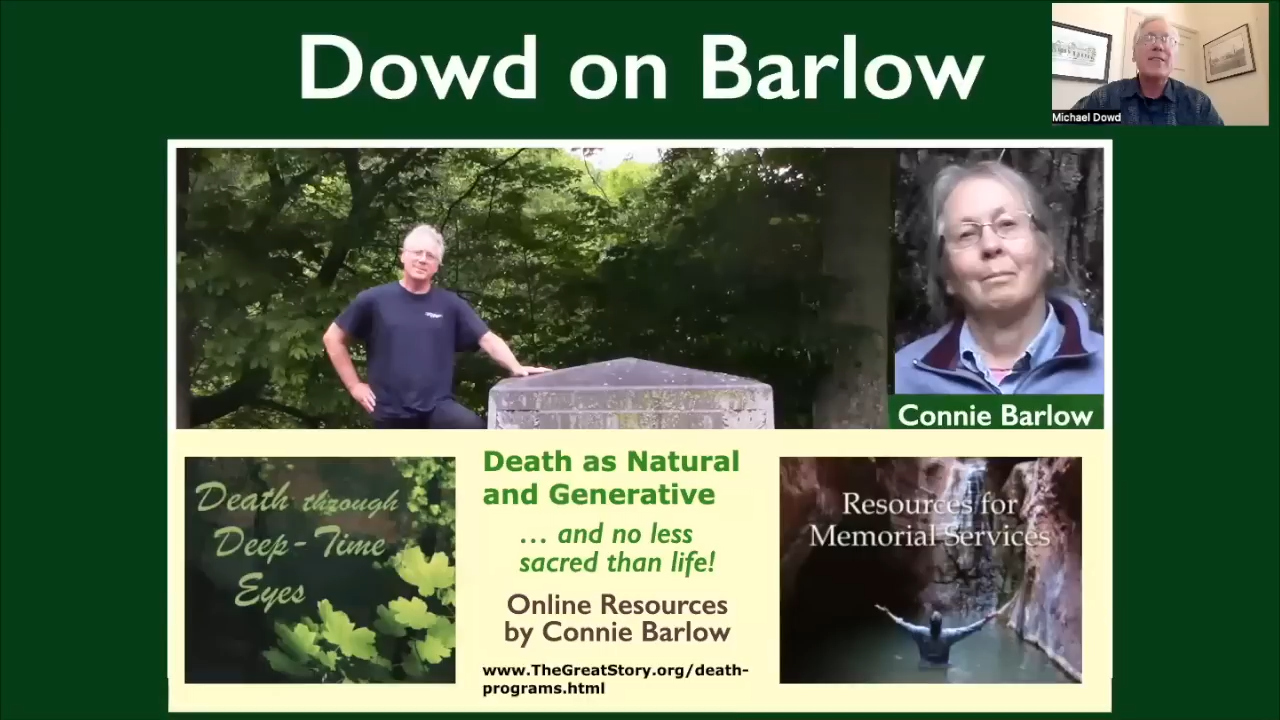 Dowd on Barlow
Michael Dowd
Connie Barlow
Death through
Deep-Time
Eyes
Death as Natural
and Generative
... and no less
sacred than life!
Online Resources
by Connie Barlow
www.TheGreatStory.org/death-
programs.html
Resources for
Memorial Services